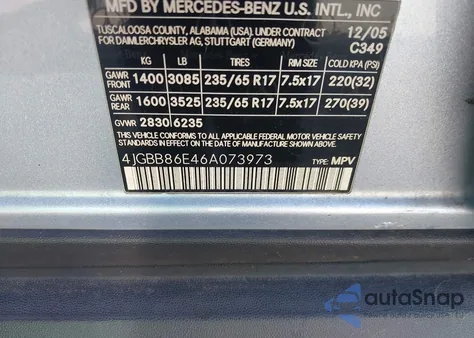 MFD BY MERCEDES-BENZ U.S. INTL., INC
TUSCALOOSA COUNTY, ALABAMA (USA). UNDER CONTRACT 12/05
FOR DAIMLERCHRYSLER AG, STUTTGART (GERMANY) C349
KG LB TIRES RIM SIZE COLD KPA (PSI)
GAWR FRONT 1400 3085 235/65 R17 7.5x17 220(32)
GAWR REAR 1600 3525 235/65 R17 7.5x17 270(39)
GVWR 2830 6235
THIS VEHICLE CONFORMS TO ALL APPLICABLE FEDERAL MOTOR VEHICLE SAFETY
STANDARDS IN EFFECT ON THE DATE OF MANUFACTURE SHOWN ABOVE.
4JGBB86E46A073973 TYPE: MPV
autoSnap